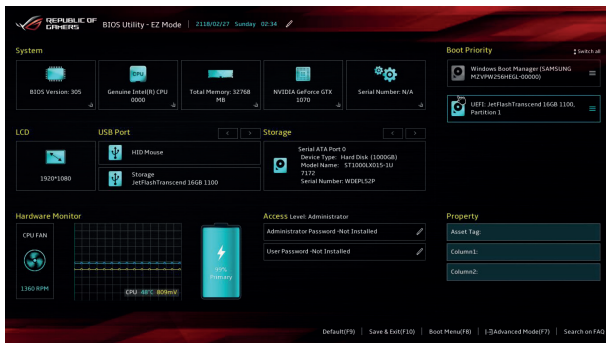 REPUBLIC OF
GAMERS
BIOS Utility - EZ Mode
2118/02/27 Sunday 02:34
System
BIOS Version: 305
CPU
Genuine Intel(R) CPU
0000
Total Memory: 32768
MB
NVIDIA GeForce GTX
1070
Serial Number: N/A
Boot Priority
Switch all
Windows Boot Manager (SAMSUNG
MZVPW256HEGL-00000)
UEFI: JetFlashTranscend 16GB 1100,
Partition 1
LCD
1920*1080
USB Port
HID Mouse
Storage
JetFlashTranscend 16GB 1100
Storage
Serial ATA Port 0
Device Type: Hard Disk (1000GB)
Model Name: ST1000LX015-1U
7172
Serial Number: WDEPL52P
Hardware Monitor
CPU FAN
1360 RPM
CPU 48°C 809mV
99%
Primary
Access Level: Administrator
Administrator Password -Not Installed
User Password -Not Installed
Property
Asset Tag:
Column1:
Column2:
Default(F9)
Save & Exit(F10)
Boot Menu(F8)
Advanced Mode(F7)
Search on FAQ